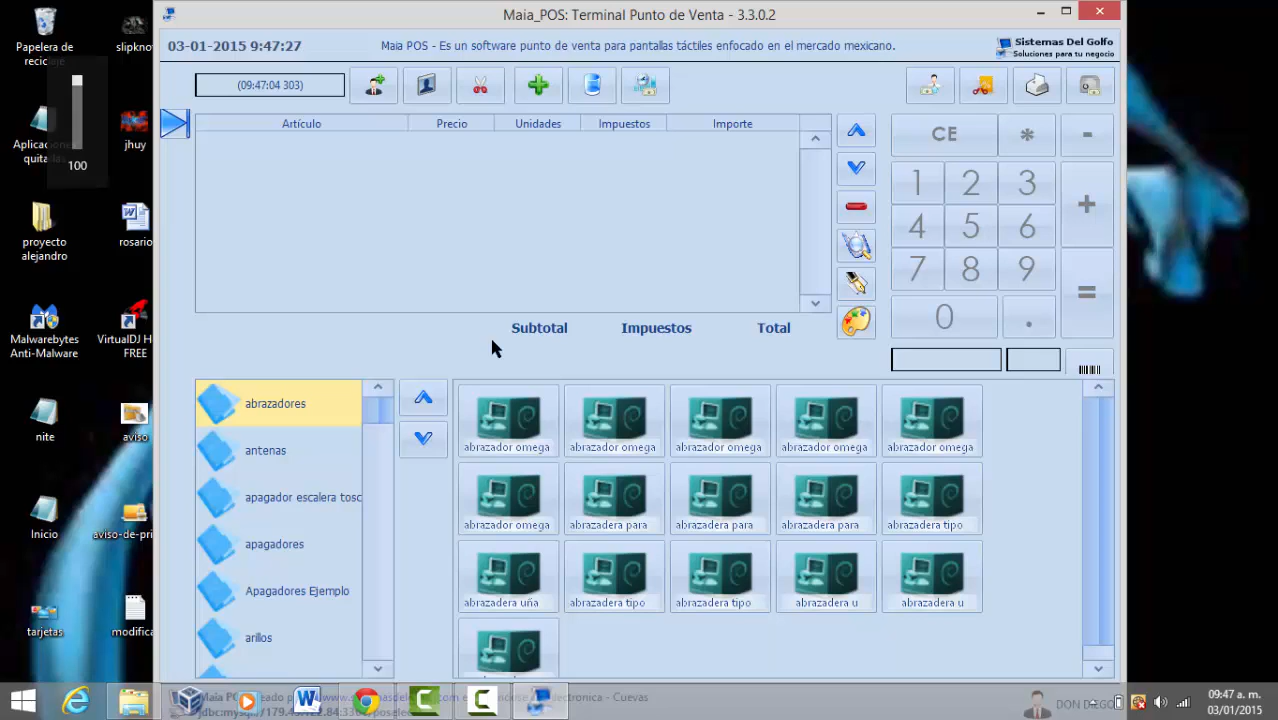 Maia_POS: Terminal Punto de Venta - 3.3.0.2
03-01-2015 9:47:27
Maia POS - Es un software punto de venta para pantallas táctiles enfocado en el mercado mexicano.
Sistemas Del Golfo
Soluciones para tu negocio
(09:47:04 303)
Artículo Precio Unidades Impuestos Importe
CE * -
1 2 3
+
4 5 6
7 8 9
=
0 .
Subtotal Impuestos Total
abrazadores
antenas
apagador escalera tosc
apagadores
Apagadores Ejemplo
arillos
abrazador omega abrazador omega abrazador omega abrazador omega abrazador omega
abrazador omega abrazadera para abrazadera para abrazadera para abrazadera tipo
abrazadera uña abrazadera tipo abrazadera tipo abrazadera u abrazadera u
Papelera de
reciclaje
slipkno
Aplicacion
quitadas
jhuy
100
proyecto
alejandro
rosario
Malwarebytes
Anti-Malware
VirtualDJ H
FREE
nite
aviso
Inicio
aviso-de-pri
tarjetas
modifica
DON DIEGO
09:47 a. m.
03/01/2015